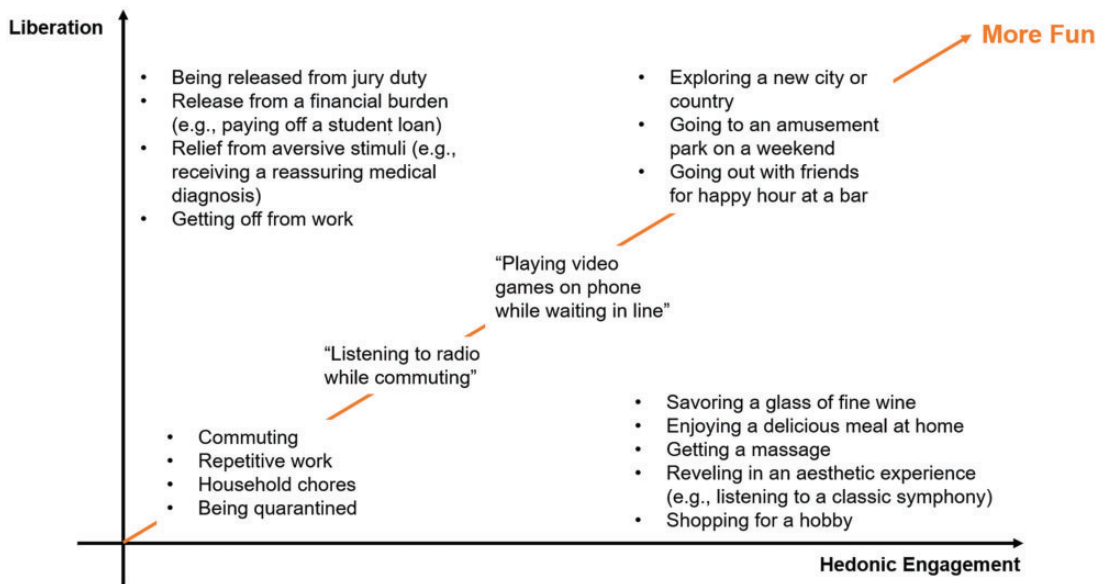 Liberation
More Fun
• Being released from jury duty
• Release from a financial burden
(e.g., paying off a student loan)
• Relief from aversive stimuli (e.g.,
receiving a reassuring medical
diagnosis)
• Getting off from work
• Exploring a new city or
country
• Going to an amusement
park on a weekend
• Going out with friends
for happy hour at a bar
“Playing video
games on phone
while waiting in line”
“Listening to radio
while commuting”
• Commuting
• Repetitive work
• Household chores
• Being quarantined
• Savoring a glass of fine wine
• Enjoying a delicious meal at home
• Getting a massage
• Reveling in an aesthetic experience
(e.g., listening to a classic symphony)
• Shopping for a hobby
Hedonic Engagement